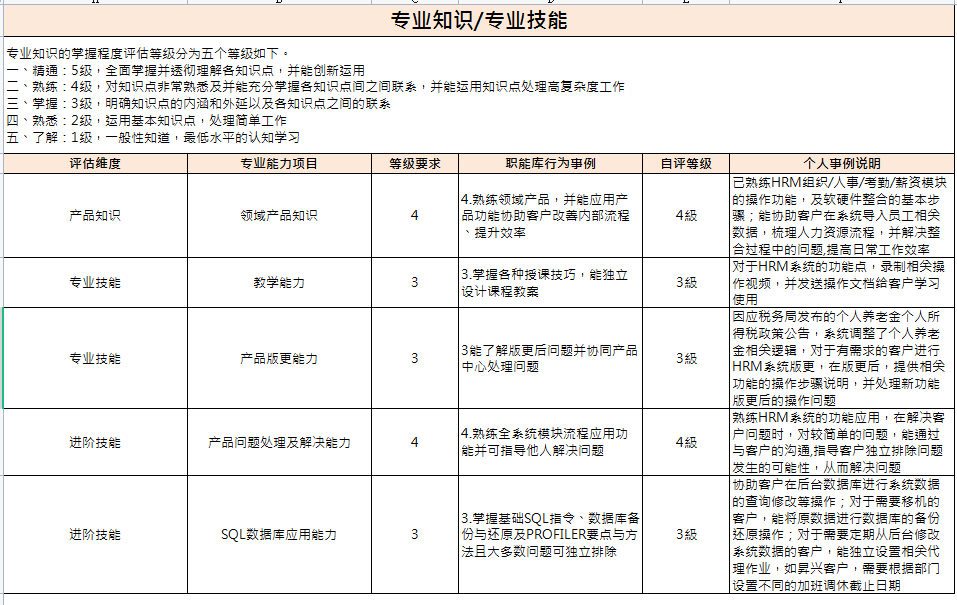 专业知识/专业技能
专业知识的掌握程度评估等级分为五个等级如下。
一、精通：5级，全面掌握并透彻理解各知识点，并能创新运用
二、熟练：4级，对知识点非常熟悉及并能充分掌握各知识点间之间联系，并能运用知识点处理高复杂度工作
三、掌握：3级，明确知识点的内涵和外延以及各知识点之间的联系
四、熟悉：2级，运用基本知识点，处理简单工作
五、了解：1级，一般性知道，最低水平的认知学习
评估维度 专业能力项目 等级要求 职能库行为事例 自评等级 个人事例说明
产品知识 领域产品知识 4
4.熟练领域产品，并能应用产
品功能协助客户改善内部流程
、提升效率
4級
已熟练HRM组织/人事/考勤/薪资模块
的操作功能，及软硬件整合的基本步
骤；能协助客户在系统导入员工相关
数据，梳理人力资源流程，并解决整
合过程中的问题,提高日常工作效率
专业技能 教学能力 3
3.掌握各种授课技巧，能独立
设计课程教案
3級
对于HRM系统的功能点，录制相关操
作视频，并发送操作文档给客户学习
使用
专业技能 产品版更能力 3
3能了解版更后问题并协同产品
中心处理问题
3級
因应税务局发布的个人养老金个人所
得税政策公告，系统调整了个人养老
金相关逻辑，对于有需求的客户进行
HRM系统版更，在版更后，提供相关
功能的操作步骤说明，并处理新功能
版更后的操作问题
进阶技能 产品问题处理及解决能力 4
4.熟练全系统模块流程应用功
能并可指导他人解决问题
4級
熟练HRM系统的功能应用，在解决客
户问题时，对较简单的问题，能通过
与客户的沟通,指导客户独立排除问题
发生的可能性，从而解决问题
进阶技能 SQL数据库应用能力 3
3.掌握基础SQL指令、数据库备
份与还原及PROFILER要点与方
法且大多数问题可独立排除
3級
协助客户在后台数据库进行系统数据
的查询修改等操作；对于需要移机的
客户，能将原数据进行数据库的备份
还原操作；对于需要定期从后台修改
系统数据的客户，能独立设置相关代
理作业，如昇兴客户，需要根据部门
设置不同的加班调休截止日期